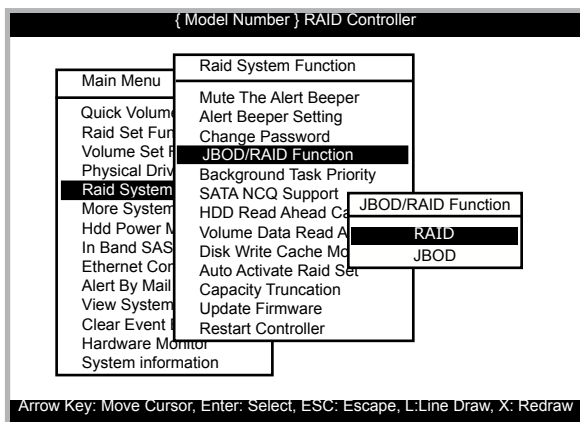 { Model Number } RAID Controller
Main Menu
Quick Volume
Raid Set Fun
Volume Set F
Physical Driv
Raid System
More System
Hdd Power M
In Band SAS
Ethernet Con
Alert By Mail
View System
Clear Event
Hardware Monitor
System information
Raid System Function
Mute The Alert Beeper
Alert Beeper Setting
Change Password
JBOD/RAID Function
Background Task Priority
SATA NCQ Support
HDD Read Ahead Ca
Volume Data Read A
Disk Write Cache Mo
Auto Activate Raid Set
Capacity Truncation
Update Firmware
Restart Controller
JBOD/RAID Function
RAID
JBOD
Arrow Key: Move Cursor, Enter: Select, ESC: Escape, L:Line Draw, X: Redraw